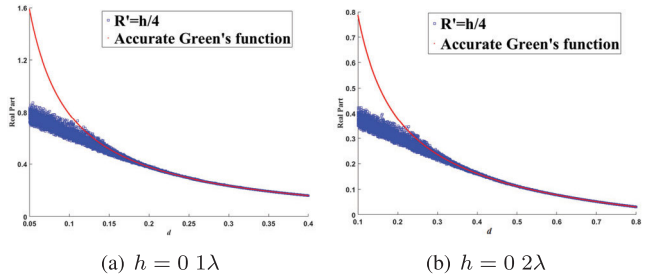 R'=h/4
Accurate Green's function
Real Part
1.6
1.2
0.8
0.4
0
0.05 0.1 0.15 0.2 0.25 0.3 0.35 0.4
d
(a) h = 0 1λ
R'=h/4
Accurate Green's function
Real Part
0.8
0.7
0.6
0.5
0.4
0.3
0.2
0.1
0
0.1 0.2 0.3 0.4 0.5 0.6 0.7 0.8
d
(b) h = 0 2λ